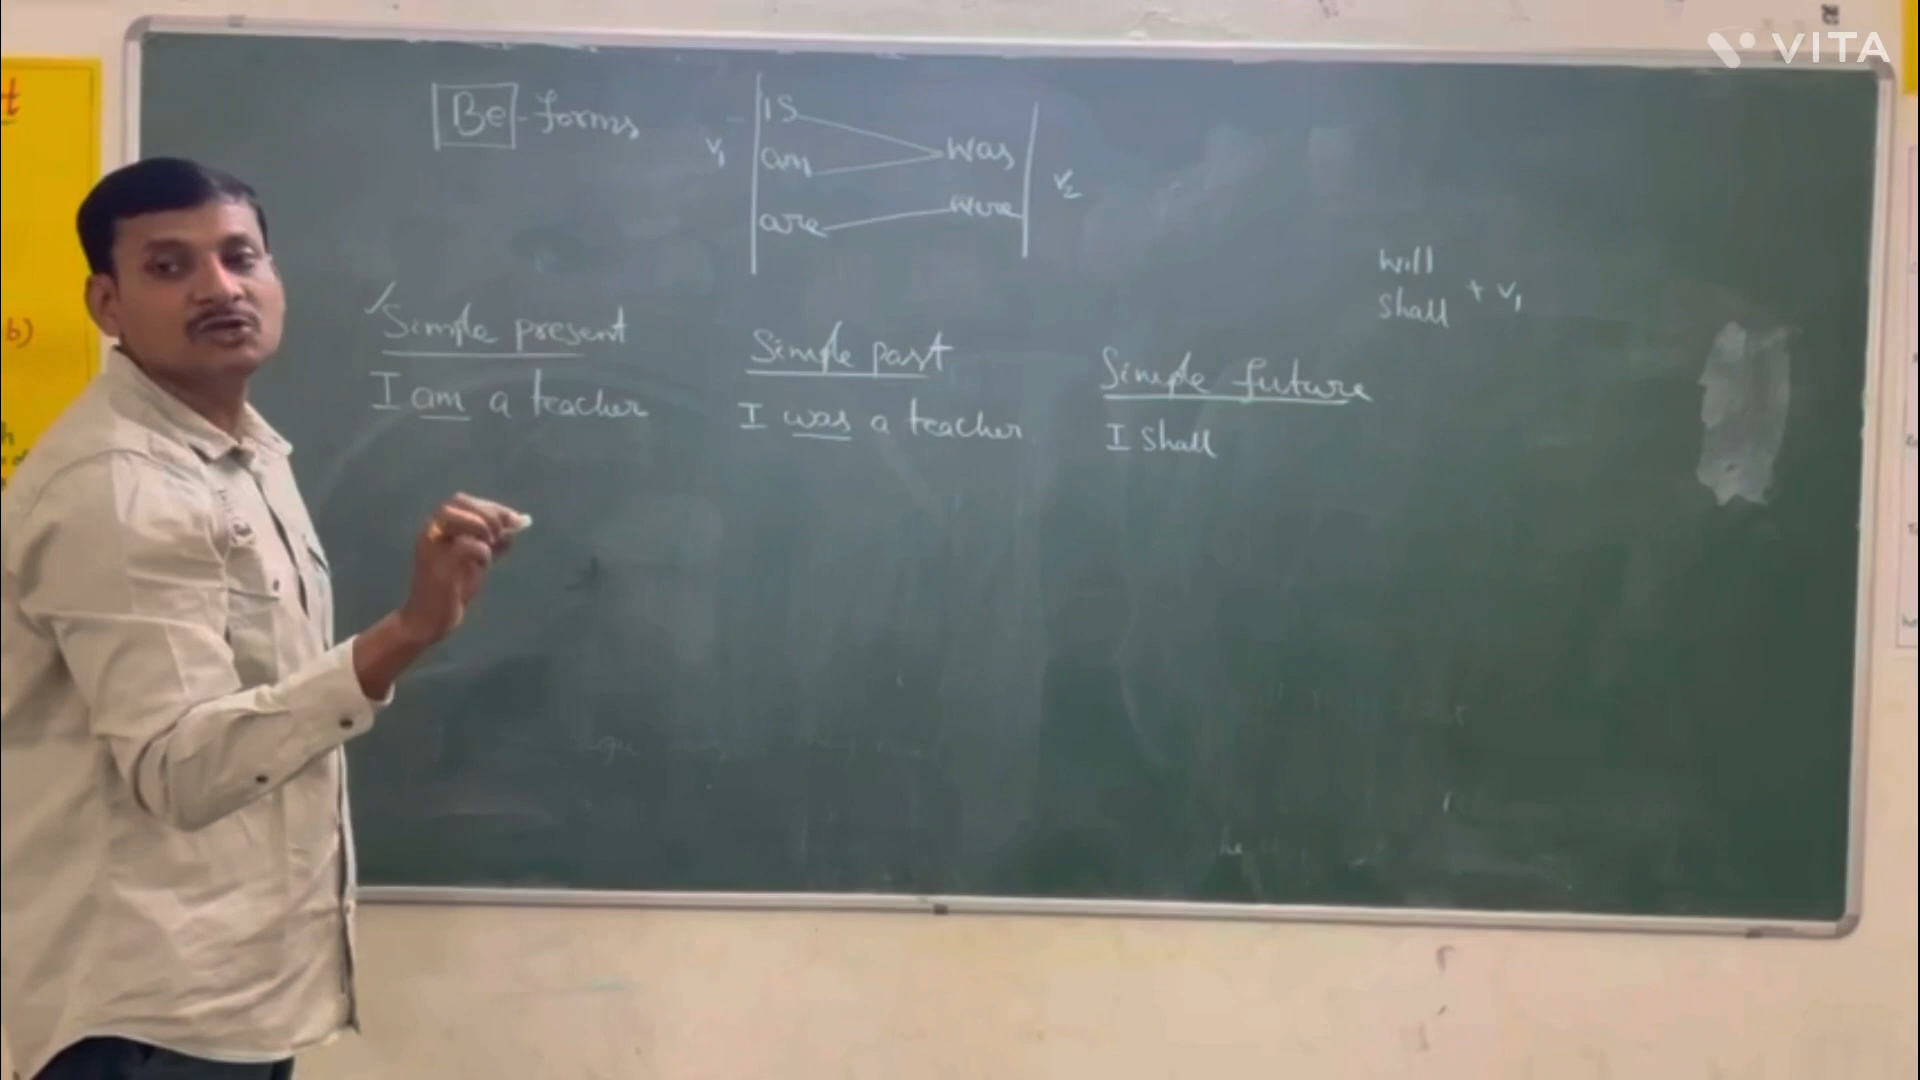 VITA
Be - forms
V1
is
am
are
was
were
V2
will
shall
+ V1
Simple present
I am a teacher
Simple past
I was a teacher
Simple future
I shall
b)